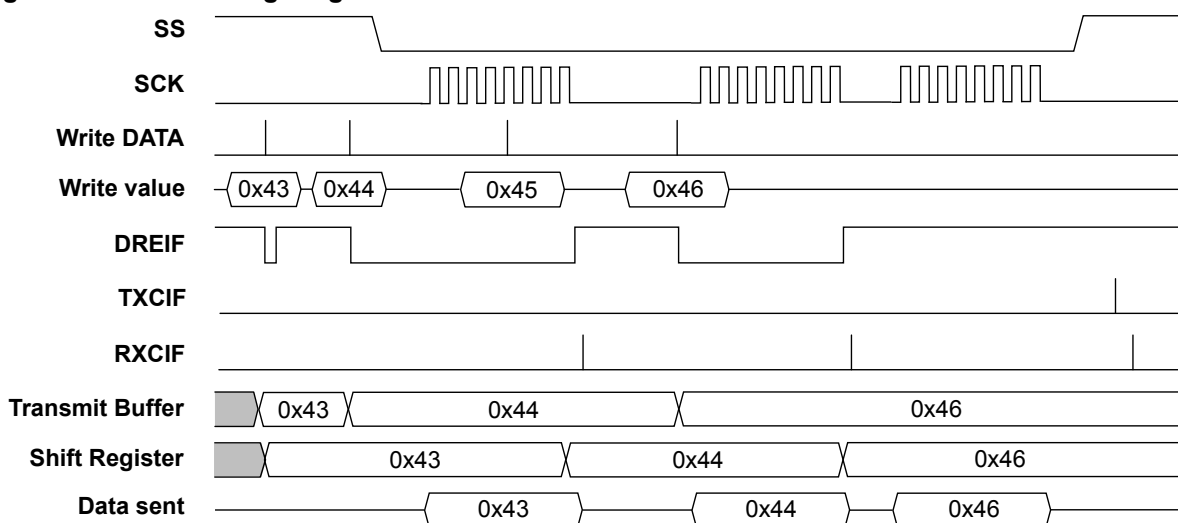 SS
SCK
Write DATA
Write value 0x43 0x44 0x45 0x46
DREIF
TXCIF
RXCIF
Transmit Buffer 0x43 0x44 0x46
Shift Register 0x43 0x44 0x46
Data sent 0x43 0x44 0x46